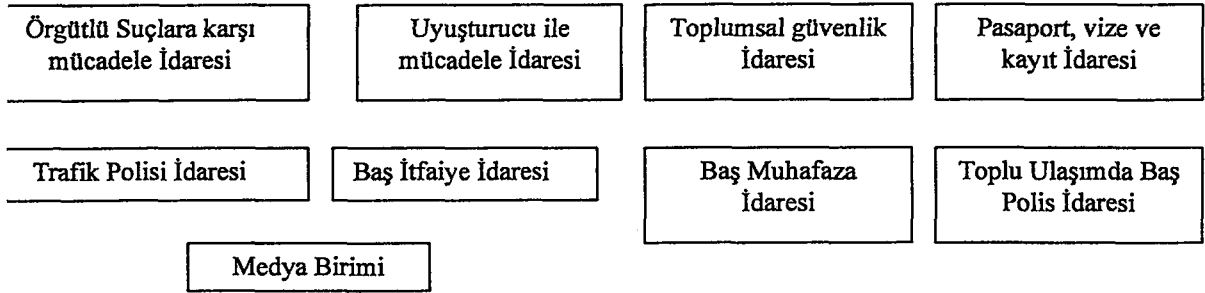 Örgütlü Suçlara karşı
mücadele İdaresi
Uyuşturucu ile
mücadele İdaresi
Toplumsal güvenlik
İdaresi
Pasaport, vize ve
kayıt İdaresi
Trafik Polisi İdaresi
Baş İtfaiye İdaresi
Baş Muhafaza
İdaresi
Toplu Ulaşımda Baş
Polis İdaresi
Medya Birimi